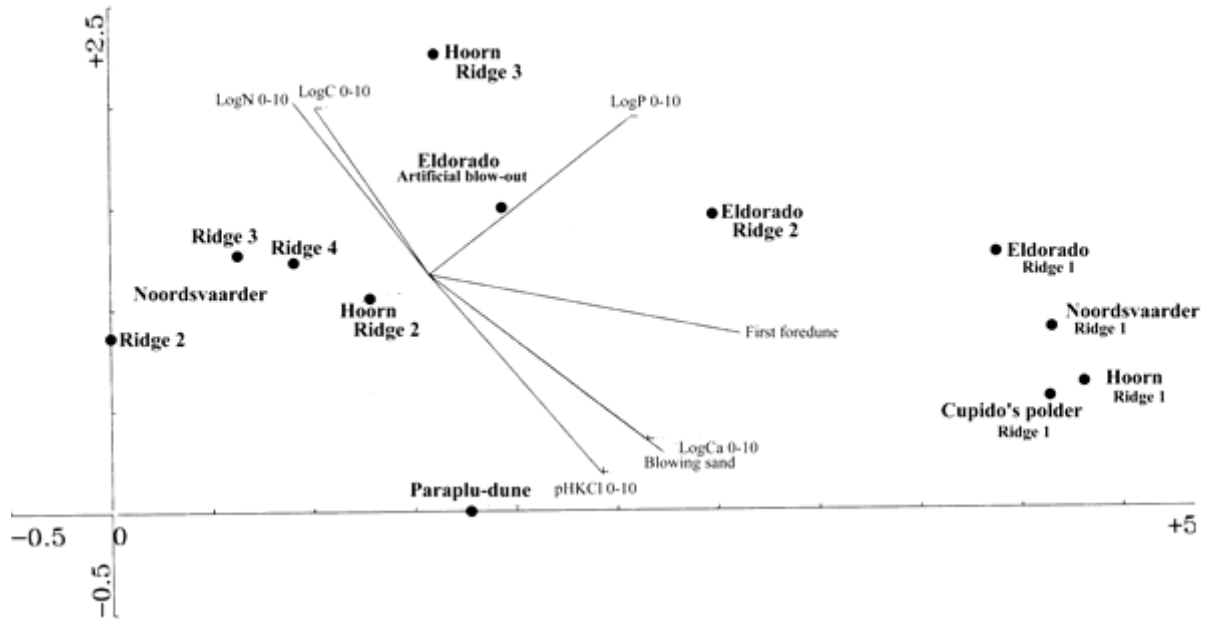 +2.5
Hoorn
Ridge 3
LogN 0-10
LogC 0-10
LogP 0-10
Eldorado
Artificial blow-out
Eldorado
Ridge 2
Ridge 3
Ridge 4
Eldorado
Ridge 1
Noordsvaarder
Hoorn
Ridge 2
Noordsvaarder
Ridge 1
Ridge 2
First foredune
Hoorn
Ridge 1
Cupido's polder
Ridge 1
LogCa 0-10
Blowing sand
Paraplu-dune
pHKCl 0-10
-0.5
0
+5
-0.5